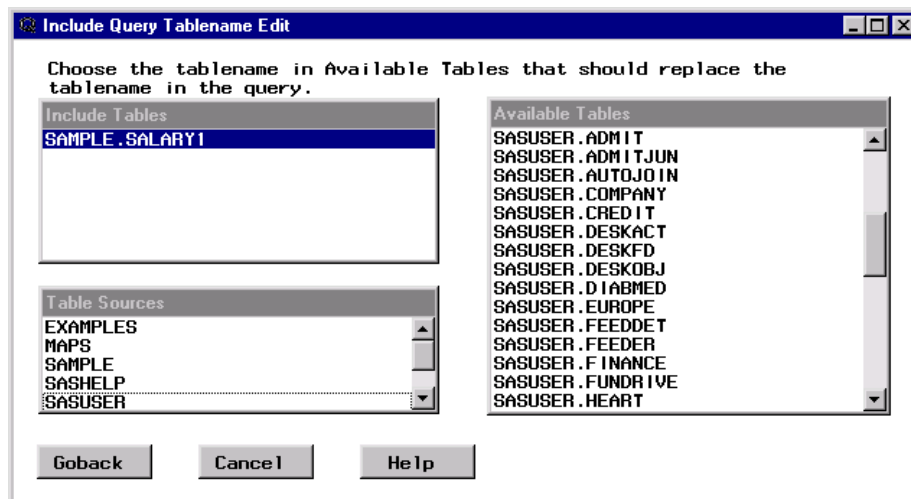 Include Query Tablename Edit
Choose the tablename in Available Tables that should replace the
tablename in the query.
Include Tables
SAMPLE.SALARY1
Table Sources
EXAMPLES
MAPS
SAMPLE
SASHELP
SASUSER
Available Tables
SASUSER.ADMIT
SASUSER.ADMITJUN
SASUSER.AUTOJOIN
SASUSER.COMPANY
SASUSER.CREDIT
SASUSER.DESKACT
SASUSER.DESKFD
SASUSER.DESKOBJ
SASUSER.DIABMED
SASUSER.EUROPE
SASUSER.FEEDDET
SASUSER.FEEDER
SASUSER.FINANCE
SASUSER.FUNDRIVE
SASUSER.HEART
Goback
Cancel
Help